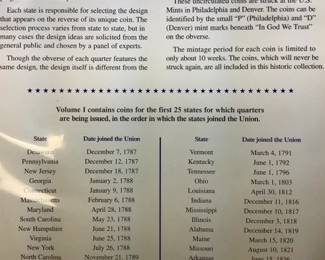 Each state is responsible for selecting the design
that appears on the reverse of its unique coin. The
selection process varies from state to state, but in
many cases the design ideas are solicited from the
general public and chosen by a panel of experts.
Though the obverse of each quarter features the
same design, the design itself is different from the
These uncirculated coins are struck at the U.S.
Mints in Philadelphia and Denver. The coins can be
identified by the small "P" (Philadelphia) and "D"
(Denver) mint marks beneath "In God We Trust"
on the obverse.
The mintage period for each coin is limited to
only about 10 weeks. The coins, which will never be
struck again, are all included in this historic collection.
Volume I contains coins for the first 25 states for which quarters
are being issued, in the order in which the states joined the Union.
State Date joined the Union
Delaware December 7, 1787
Pennsylvania December 12, 1787
New Jersey December 18, 1787
Georgia January 2, 1788
Connecticut January 9, 1788
Massachusetts February 6, 1788
Maryland April 28, 1788
South Carolina May 23, 1788
New Hampshire June 21, 1788
Virginia June 25, 1788
New York July 26, 1788
North Carolina November 21, 1789
State Date joined the Union
Vermont March 4, 1791
Kentucky June 1, 1792
Tennessee June 1, 1796
Ohio March 1, 1803
Louisiana April 30, 1812
Indiana December 11, 1816
Mississippi December 10, 1817
Illinois December 3, 1818
Alabama December 14, 1819
Maine March 15, 1820
Missouri August 10, 1821
Arkansas June 15, 1836